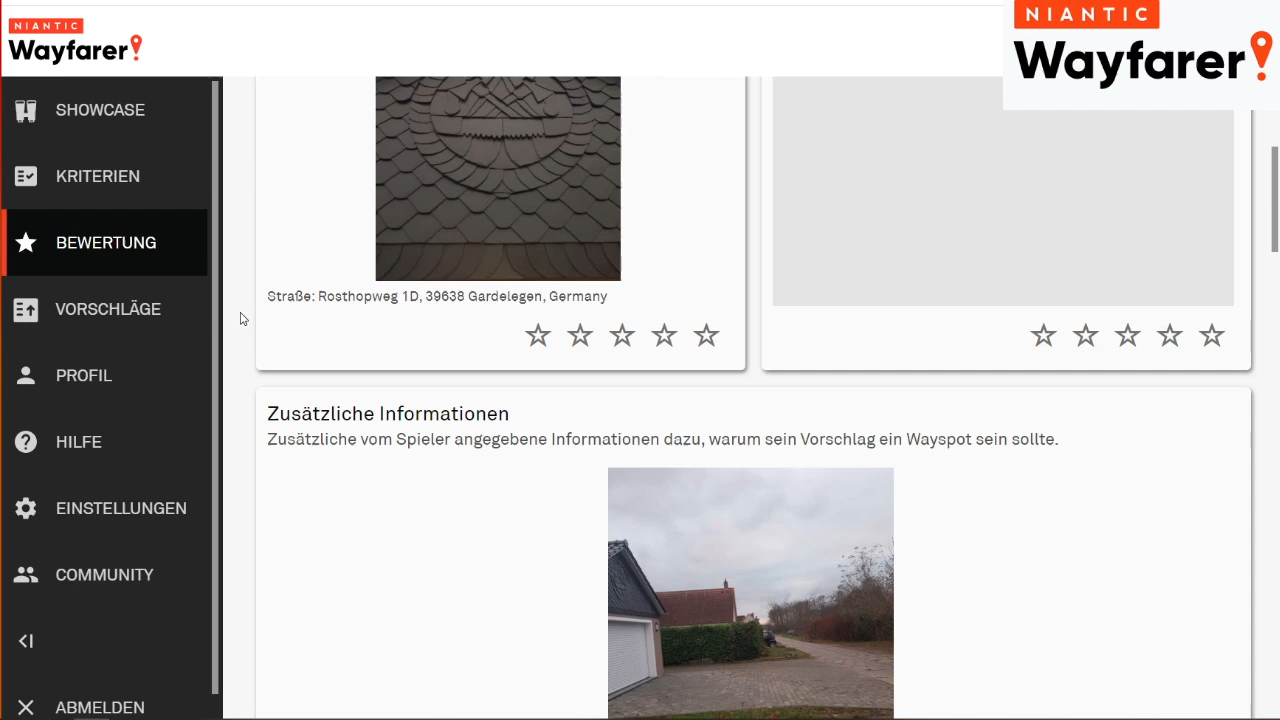 NIANTIC
Wayfarer!
NIANTIC
Wayfarer!
SHOWCASE
KRITERIEN
BEWERTUNG
VORSCHLÄGE
PROFIL
HILFE
EINSTELLUNGEN
COMMUNITY
ABMELDEN
Straße: Rosthopweg 1D, 39638 Gardelegen, Germany
Zusätzliche Informationen
Zusätzliche vom Spieler angegebene Informationen dazu, warum sein Vorschlag ein Wayspot sein sollte.